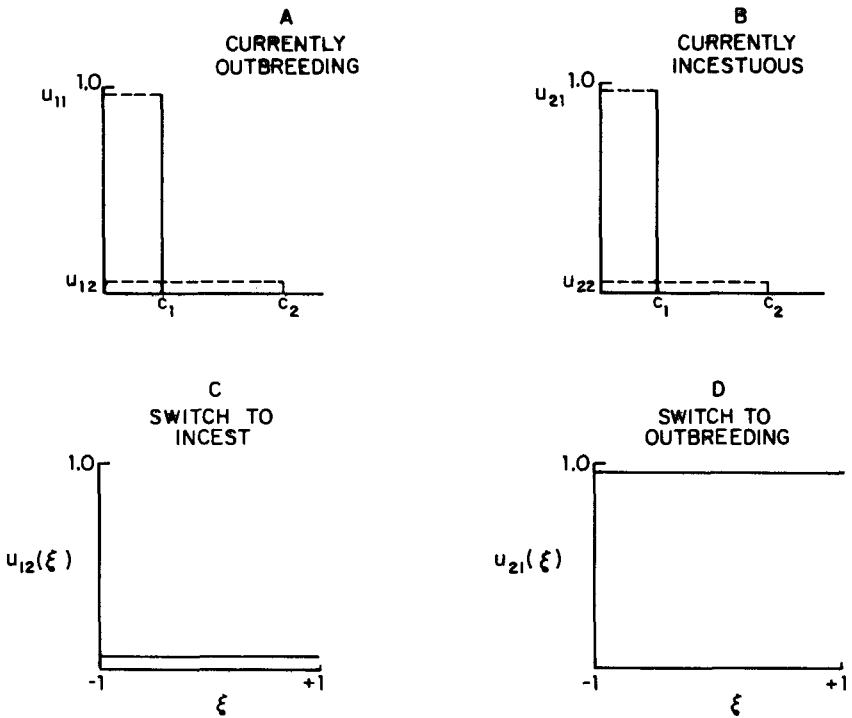 A
CURRENTLY
OUTBREEDING
1.0
u11
u12
c1
c2
B
CURRENTLY
INCESTUOUS
1.0
u21
u22
c1
c2
C
SWITCH TO
INCEST
1.0
u12(ξ)
-1
+1
ξ
D
SWITCH TO
OUTBREEDING
1.0
u21(ξ)
-1
+1
ξ